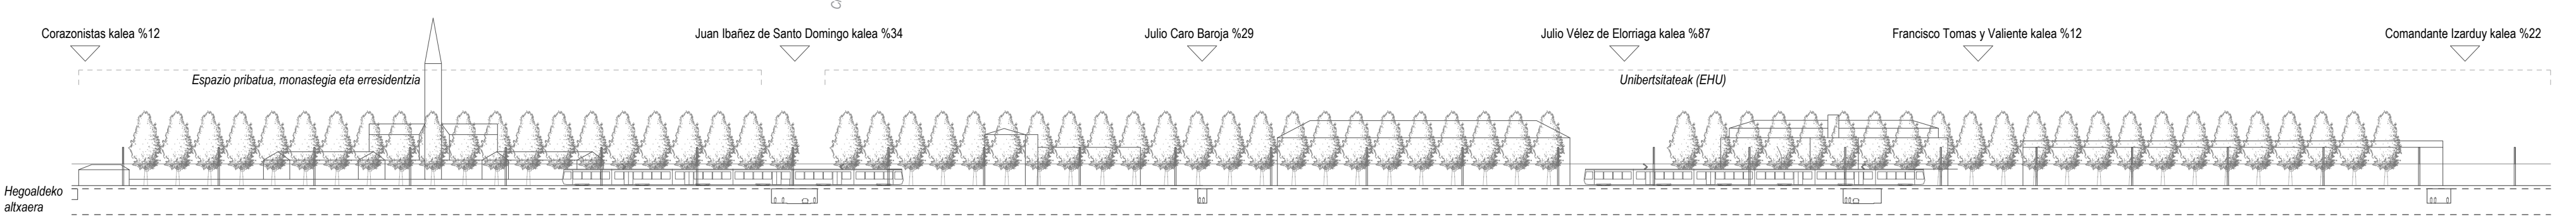 Corazonistas kalea %12
Juan Ibañez de Santo Domingo kalea %34
Julio Caro Baroja %29
Julio Vélez de Elorriaga kalea %87
Francisco Tomas y Valiente kalea %12
Comandante Izarduy kalea %22
Espazio pribatua, monastegia eta erresidentzia
Unibertsitateak (EHU)
Hegoaldeko
altxaera